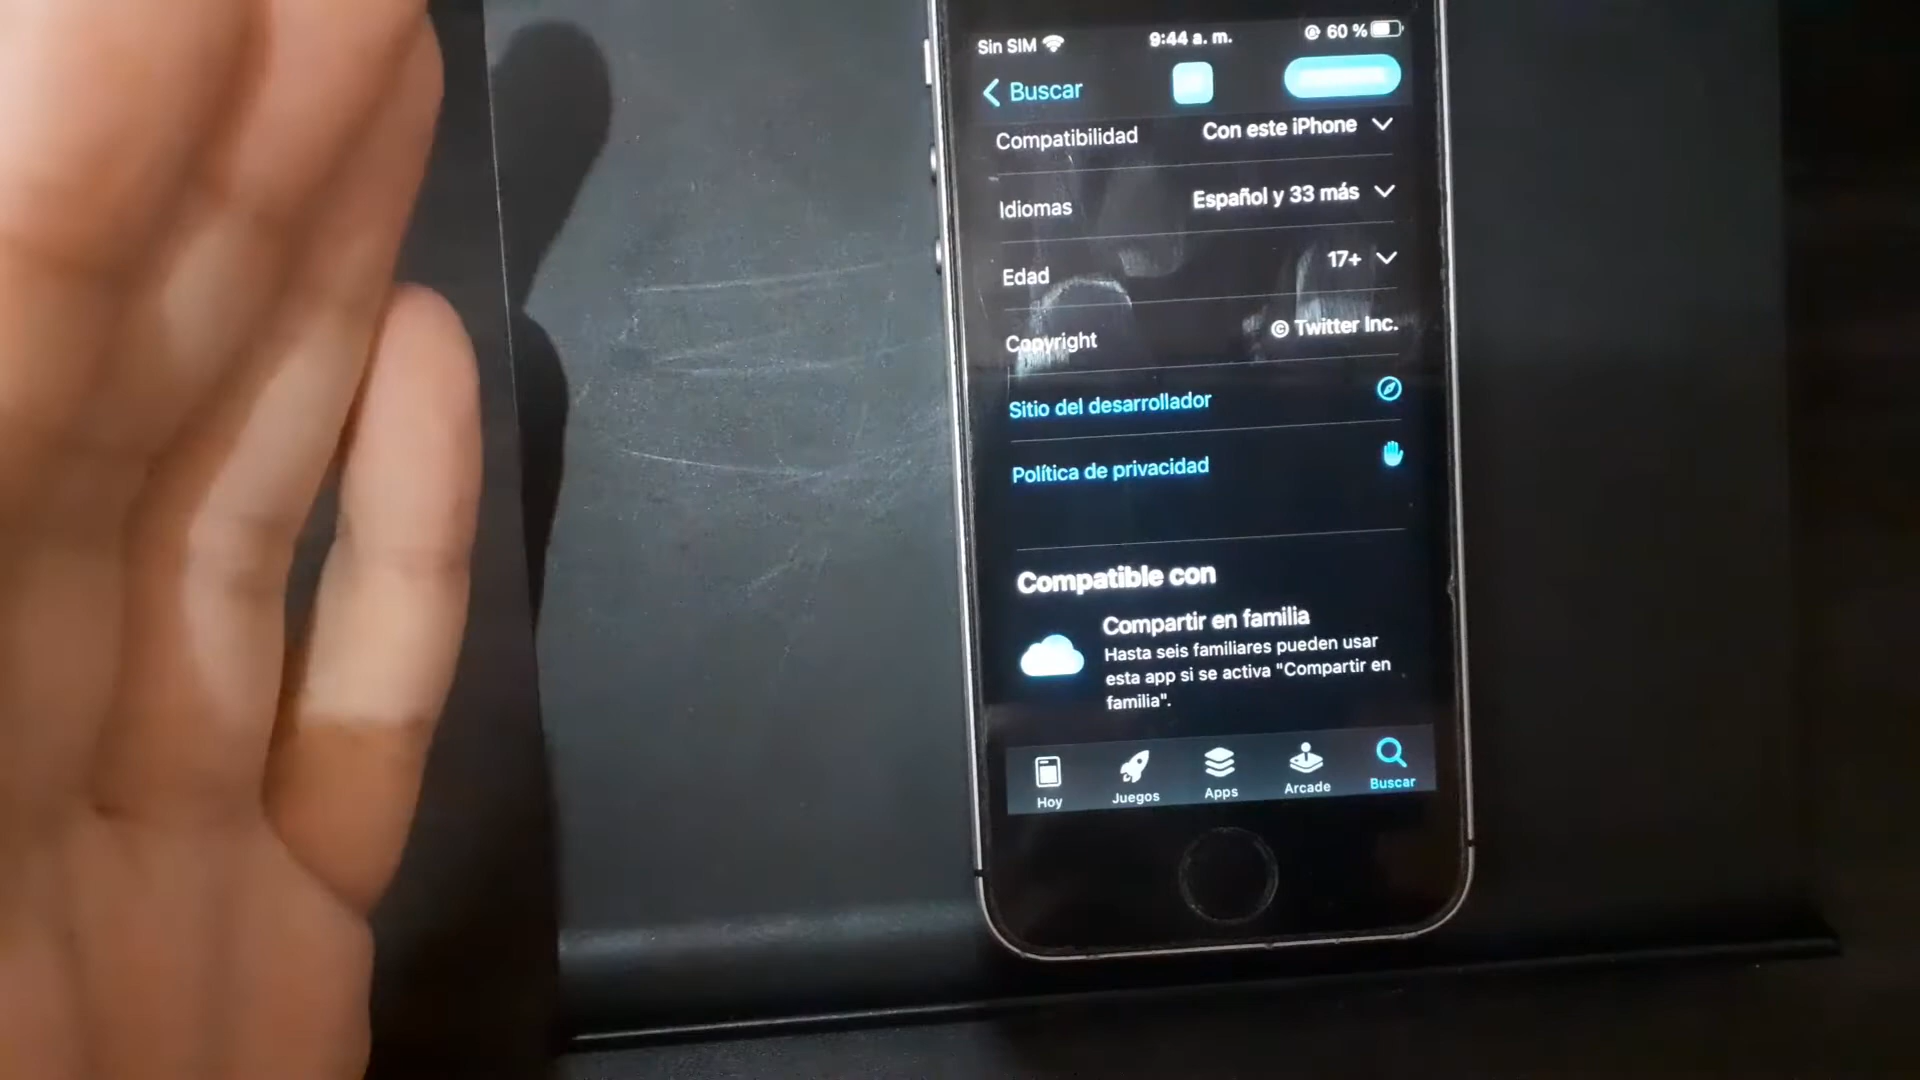 Sin SIM 9:44 a. m. 60 %
Buscar
Compatibilidad Con este iPhone
Idiomas Español y 33 más
Edad 17+
Copyright © Twitter Inc.
Sitio del desarrollador
Política de privacidad
Compatible con
Compartir en familia
Hasta seis familiares pueden usar
esta app si se activa "Compartir en
familia".
Hoy Juegos Apps Arcade Buscar